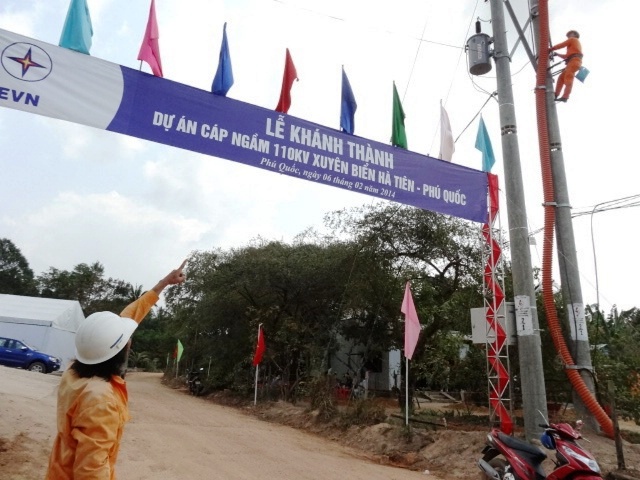 EVN
LỄ KHÁNH THÀNH
DỰ ÁN CÁP NGẦM 110KV XUYÊN BIỂN HÀ TIÊN - PHÚ QUỐC
Phú Quốc, ngày 06 tháng 02 năm 2014